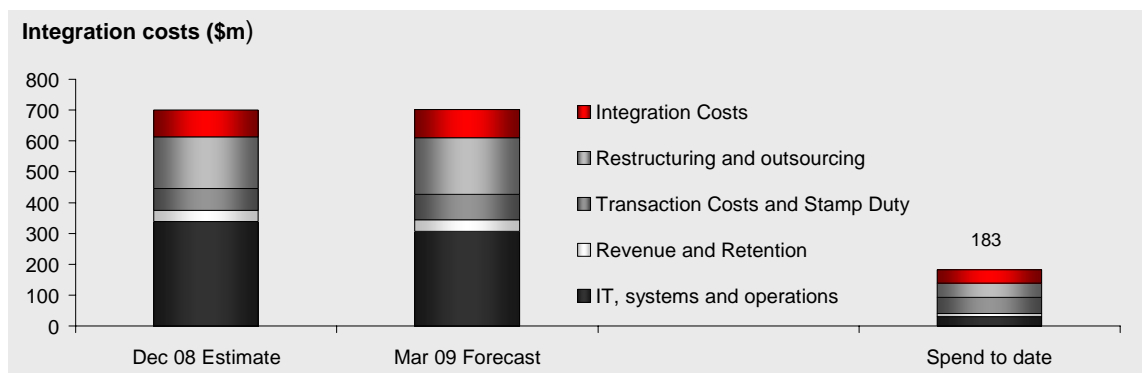 Integration costs ($m)
800
700
600
500
400
300
200
100
0
Integration Costs
Restructuring and outsourcing
Transaction Costs and Stamp Duty
Revenue and Retention
IT, systems and operations
183
Dec 08 Estimate
Mar 09 Forecast
Spend to date